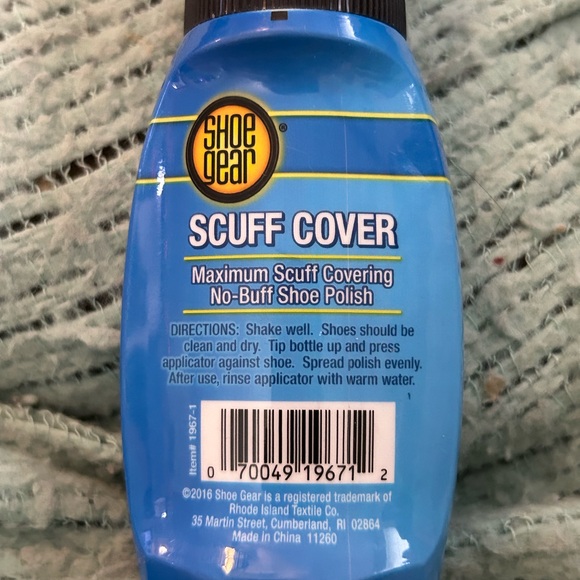 SHOE
gear
®
SCUFF COVER
Maximum Scuff Covering
No-Buff Shoe Polish
DIRECTIONS: Shake well. Shoes should be
clean and dry. Tip bottle up and press
applicator against shoe. Spread polish evenly.
After use, rinse applicator with warm water.
Item# 1967-1
0 70049 19671 2
©2016 Shoe Gear is a registered trademark of
Rhode Island Textile Co.
35 Martin Street, Cumberland, RI 02864
Made in China 11260